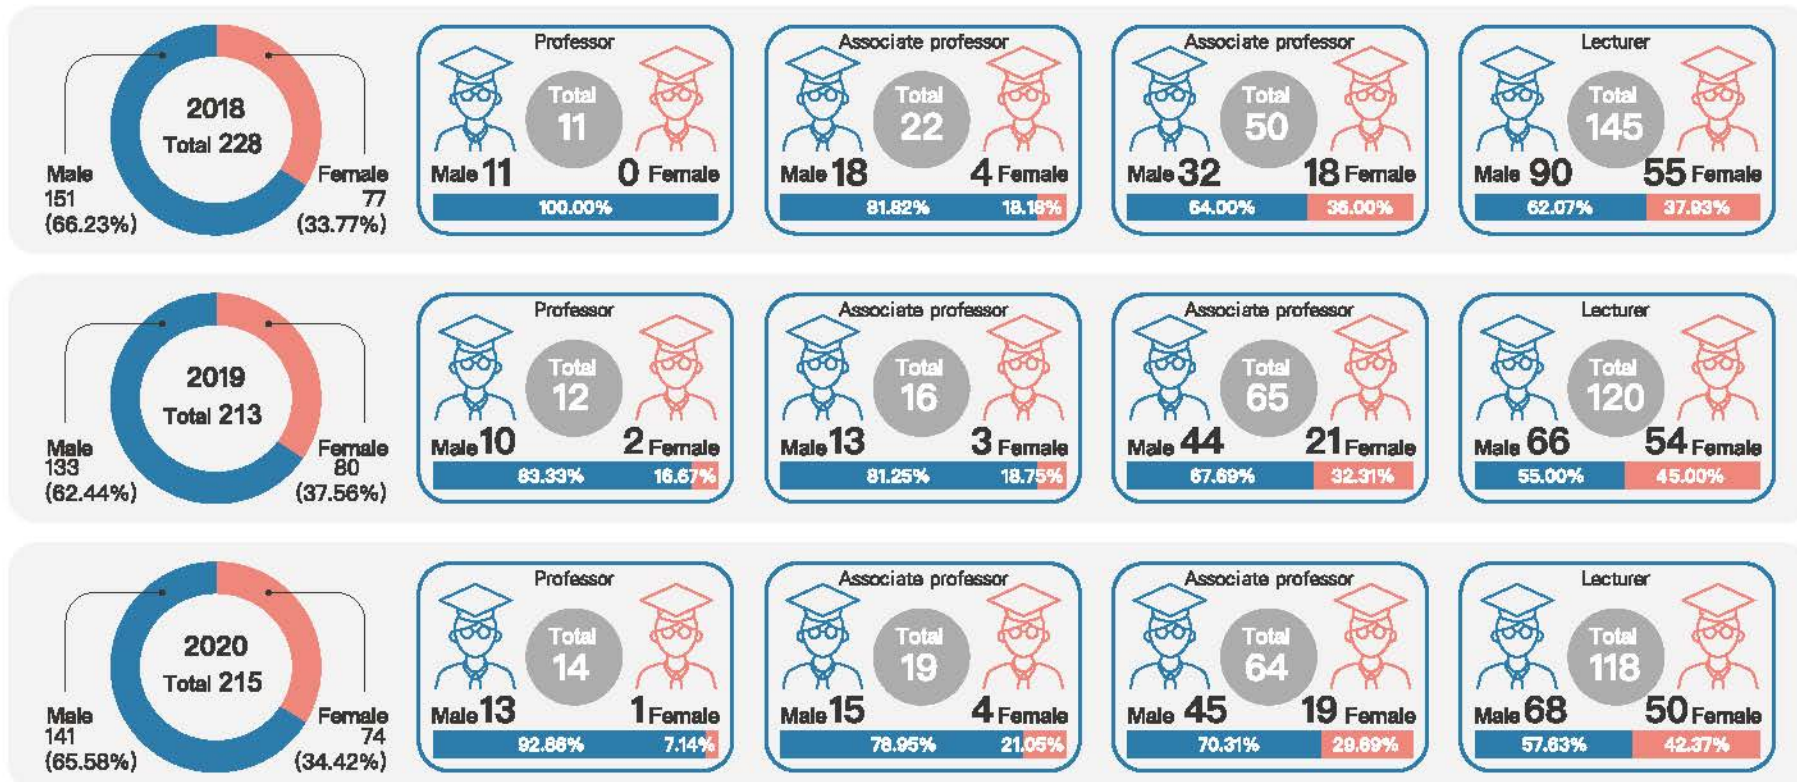 2018
Total 228
Male
151
(66.23%)
Female
77
(33.77%)
Professor
Total
11
Male 11
0 Female
100.00%
Associate professor
Total
22
Male 18
4 Female
81.82% 18.18%
Associate professor
Total
50
Male 32
18 Female
64.00% 36.00%
Lecturer
Total
145
Male 90
55 Female
62.07% 37.93%
2019
Total 213
Male
133
(62.44%)
Female
80
(37.56%)
Professor
Total
12
Male 10
2 Female
83.33% 16.67%
Associate professor
Total
16
Male 13
3 Female
81.25% 18.75%
Associate professor
Total
65
Male 44
21 Female
67.69% 32.31%
Lecturer
Total
120
Male 66
54 Female
55.00% 45.00%
2020
Total 215
Male
141
(65.58%)
Female
74
(34.42%)
Professor
Total
14
Male 13
1 Female
92.86% 7.14%
Associate professor
Total
19
Male 15
4 Female
78.95% 21.05%
Associate professor
Total
64
Male 45
19 Female
70.31% 29.69%
Lecturer
Total
118
Male 68
50 Female
57.63% 42.37%